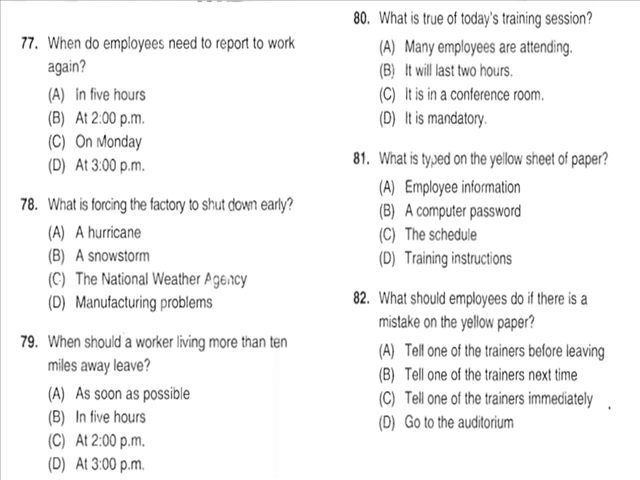 77. When do employees need to report to work
again?
(A) In five hours
(B) At 2:00 p.m.
(C) On Monday
(D) At 3:00 p.m.
78. What is forcing the factory to shut down early?
(A) A hurricane
(B) A snowstorm
(C) The National Weather Agency
(D) Manufacturing problems
79. When should a worker living more than ten
miles away leave?
(A) As soon as possible
(B) In five hours
(C) At 2:00 p.m.
(D) At 3:00 p.m.
80. What is true of today's training session?
(A) Many employees are attending.
(B) It will last two hours.
(C) It is in a conference room.
(D) It is mandatory.
81. What is typed on the yellow sheet of paper?
(A) Employee information
(B) A computer password
(C) The schedule
(D) Training instructions
82. What should employees do if there is a
mistake on the yellow paper?
(A) Tell one of the trainers before leaving
(B) Tell one of the trainers next time
(C) Tell one of the trainers immediately
(D) Go to the auditorium